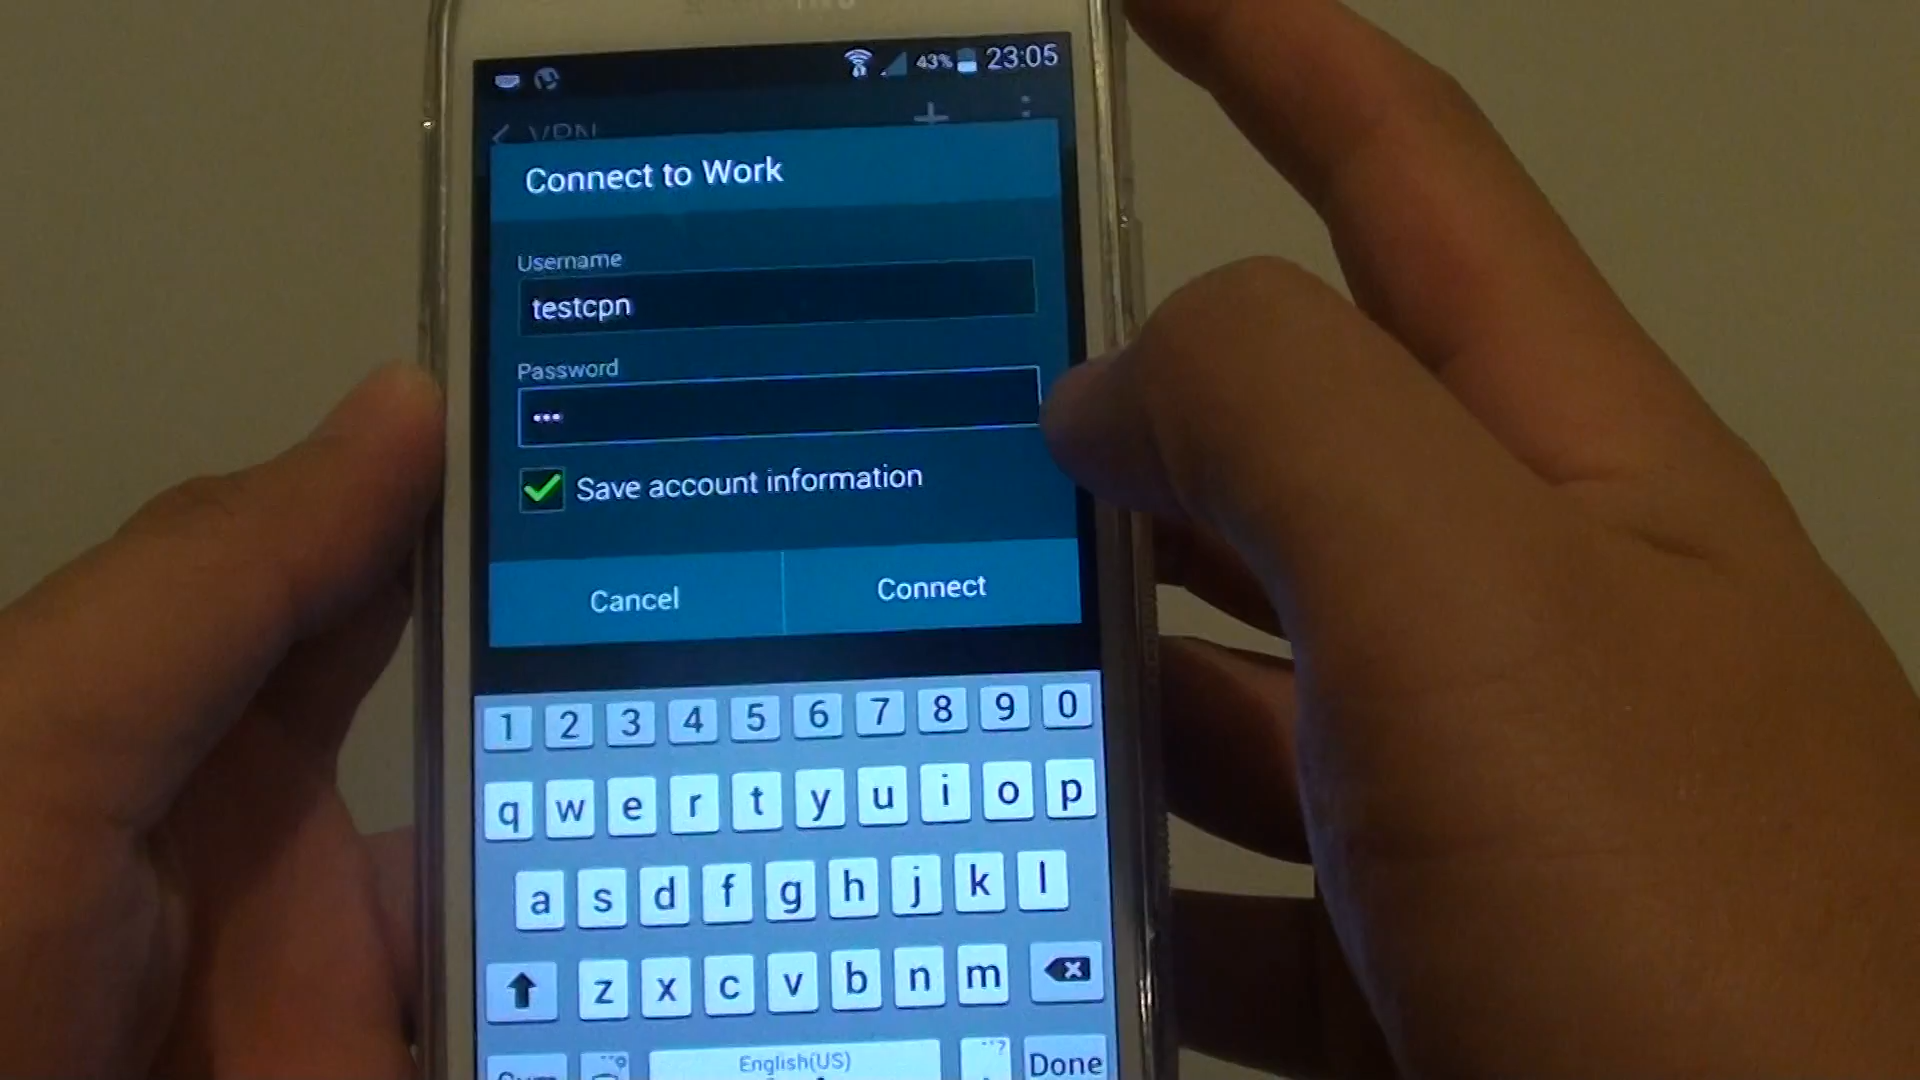 43% 23:05
VPN
Connect to Work
Username
testcpn
Password
•••
Save account information
Cancel Connect
1 2 3 4 5 6 7 8 9 0
q w e r t y u i o p
a s d f g h j k l
z x c v b n m
English(US) Done